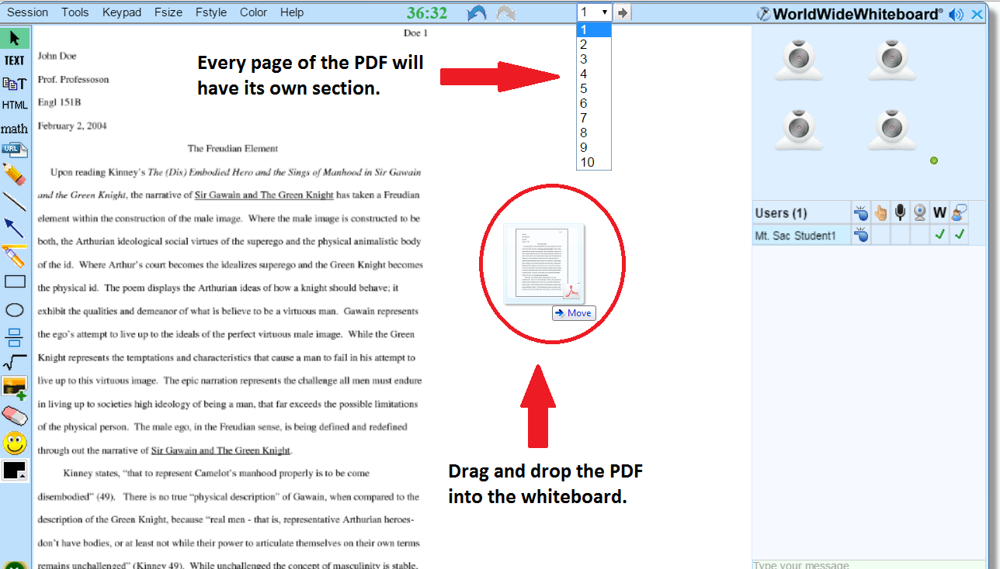 Session Tools Keypad Fsize Fstyle Color Help 36:32 1 WorldWideWhiteboard®
1
2
3
4
5
6
7
8
9
10
TEXT
T
HTML
math
URL
Doe 1
John Doe
Prof. Professoson
Engl 151B
February 2, 2004
The Freudian Element
Upon reading Kinney's The (Dis) Embodied Hero and the Sings of Manhood in Sir Gawain
and the Green Knight, the narrative of Sir Gawain and The Green Knight has taken a Freudian
element within the construction of the male image. Where the male image is constructed to be
both, the Arthurian ideological social virtues of the superego and the physical animalistic body
of the id. Where Arthur's court becomes the idealizes superego and the Green Knight becomes
the physical id. The poem displays the Arthurian ideas of how a knight should behave; it
exhibit the qualities and demeanor of what is believe to be a virtuous man. Gawain represents
the ego's attempt to live up to the ideals of the perfect virtuous male image. While the Green
Knight represents the temptations and characteristics that cause a man to fail in his attempt to
live up to this virtuous image. The epic narration represents the challenge all men must endure
in living up to societies high ideology of being a man, that far exceeds the possible limitations
of the physical person. The male ego, in the Freudian sense, is being defined and redefined
through out the narrative of Sir Gawain and The Green Knight.
Kinney states, “that to represent Camelot's manhood properly is to be come
disembodied” (49). There is no true “physical description” of Gawain, when compared to the
description of the Green Knight, because “real men - that is, representative Arthurian heroes-
don't have bodies, or at least not while their power to articulate themselves on their own terms
remains unchallenged” (Kinney 49). While unchallenged the concept of masculinity is stable,
Every page of the PDF will
have its own section.
Move
Drag and drop the PDF
into the whiteboard.
Users (1) W
Mt. Sac Student1
Type your message